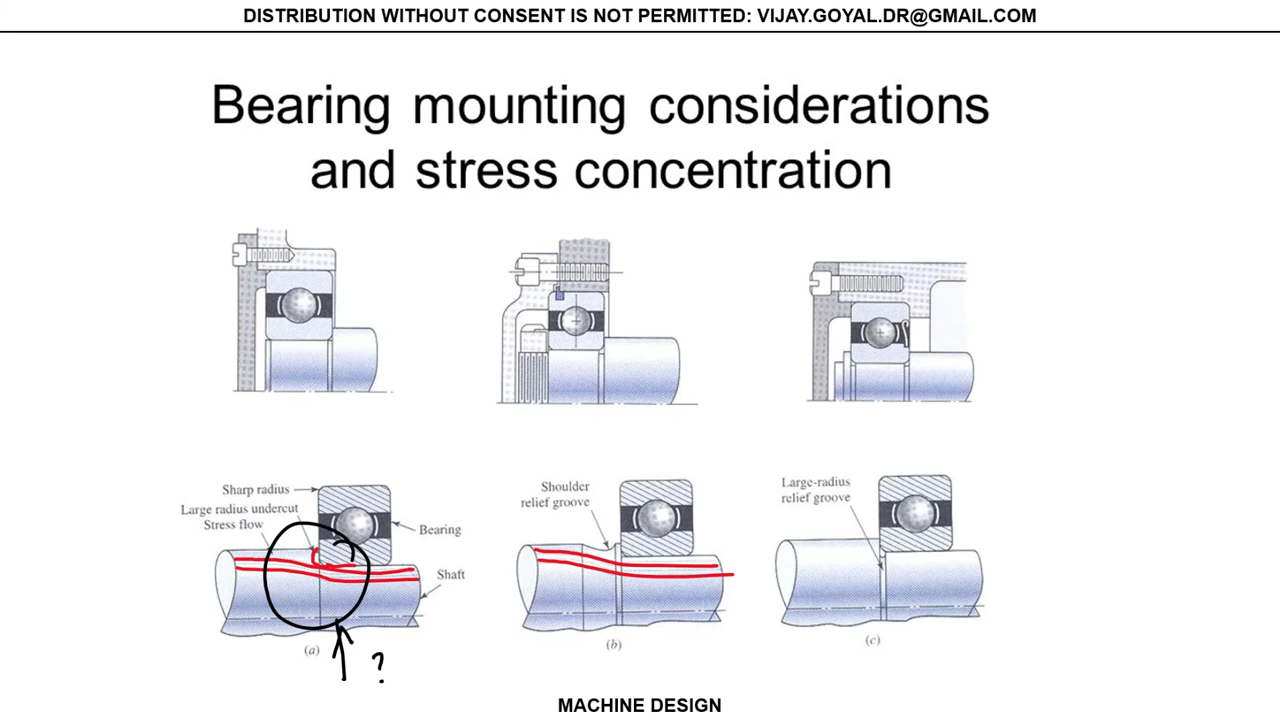 DISTRIBUTION WITHOUT CONSENT IS NOT PERMITTED: VIJAY.GOYAL.DR@GMAIL.COM
Bearing mounting considerations
and stress concentration
Sharp radius
Large radius undercut
Stress flow
Bearing
Shaft
(a)
?
Shoulder
relief groove
(b)
Large-radius
relief groove
(c)
MACHINE DESIGN